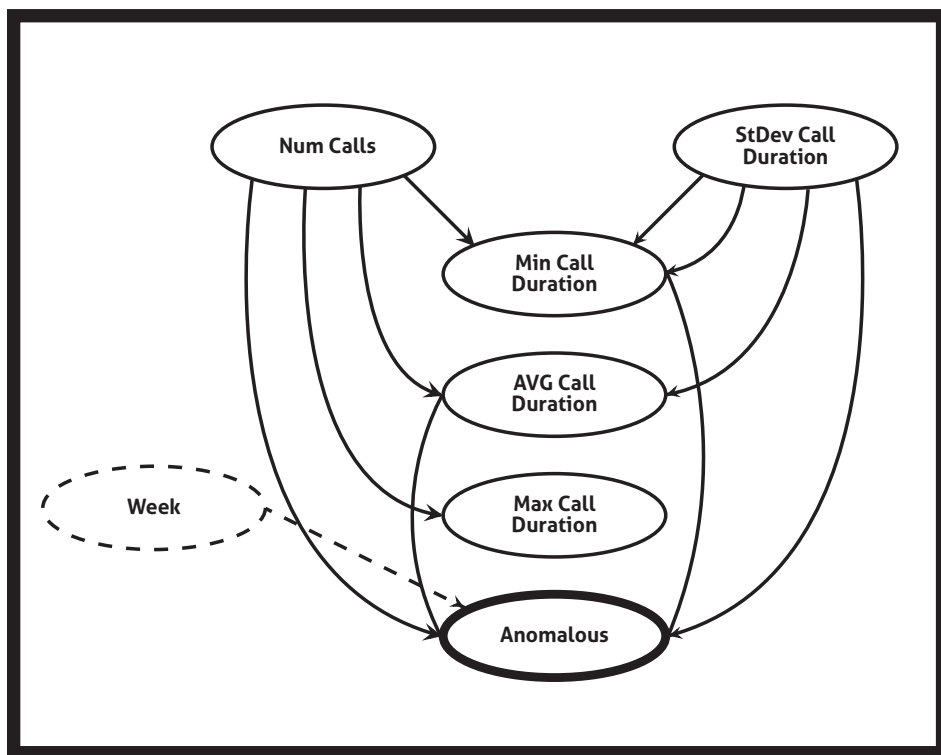 Num Calls
StDev Call
Duration
Min Call
Duration
AVG Call
Duration
Max Call
Duration
Week
Anomalous